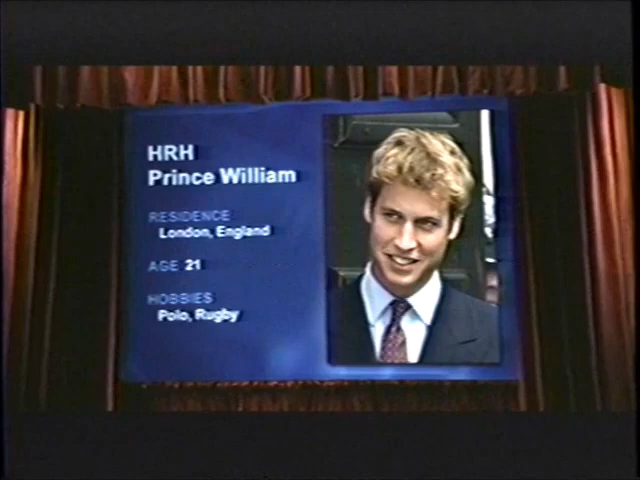 HRH
Prince William
RESIDENCE
London, England
AGE 21
HOBBIES
Polo, Rugby